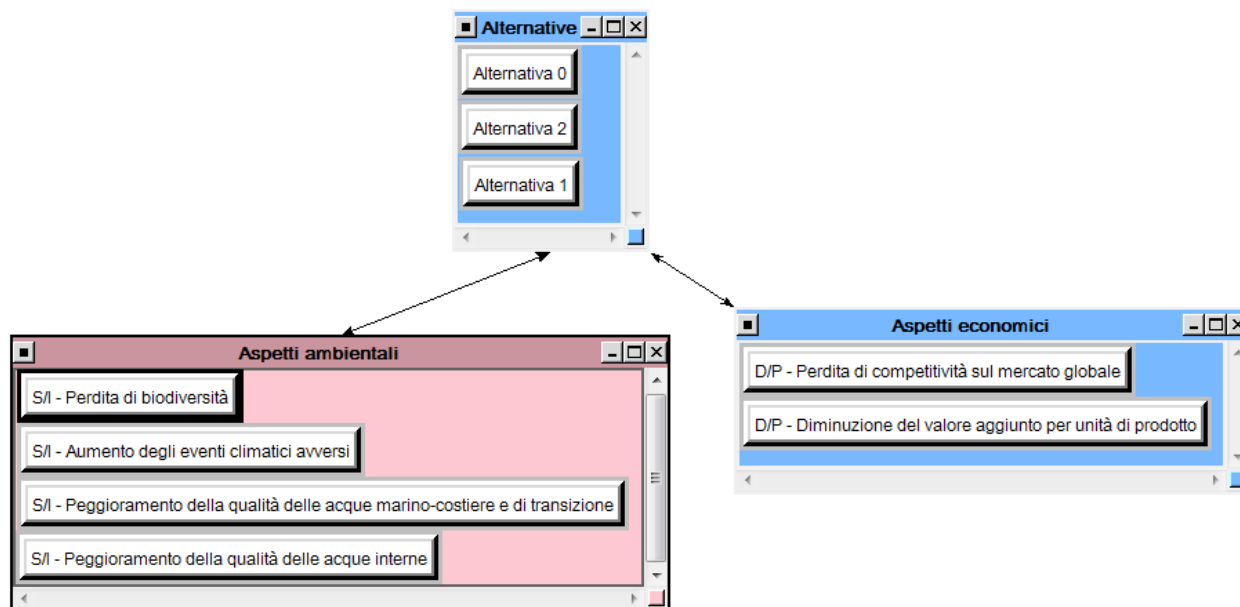 Alternative
Alternativa 0
Alternativa 2
Alternativa 1
Aspetti ambientali
S/I - Perdita di biodiversità
S/I - Aumento degli eventi climatici avversi
S/I - Peggioramento della qualità delle acque marino-costiere e di transizione
S/I - Peggioramento della qualità delle acque interne
Aspetti economici
D/P - Perdita di competitività sul mercato globale
D/P - Diminuzione del valore aggiunto per unità di prodotto